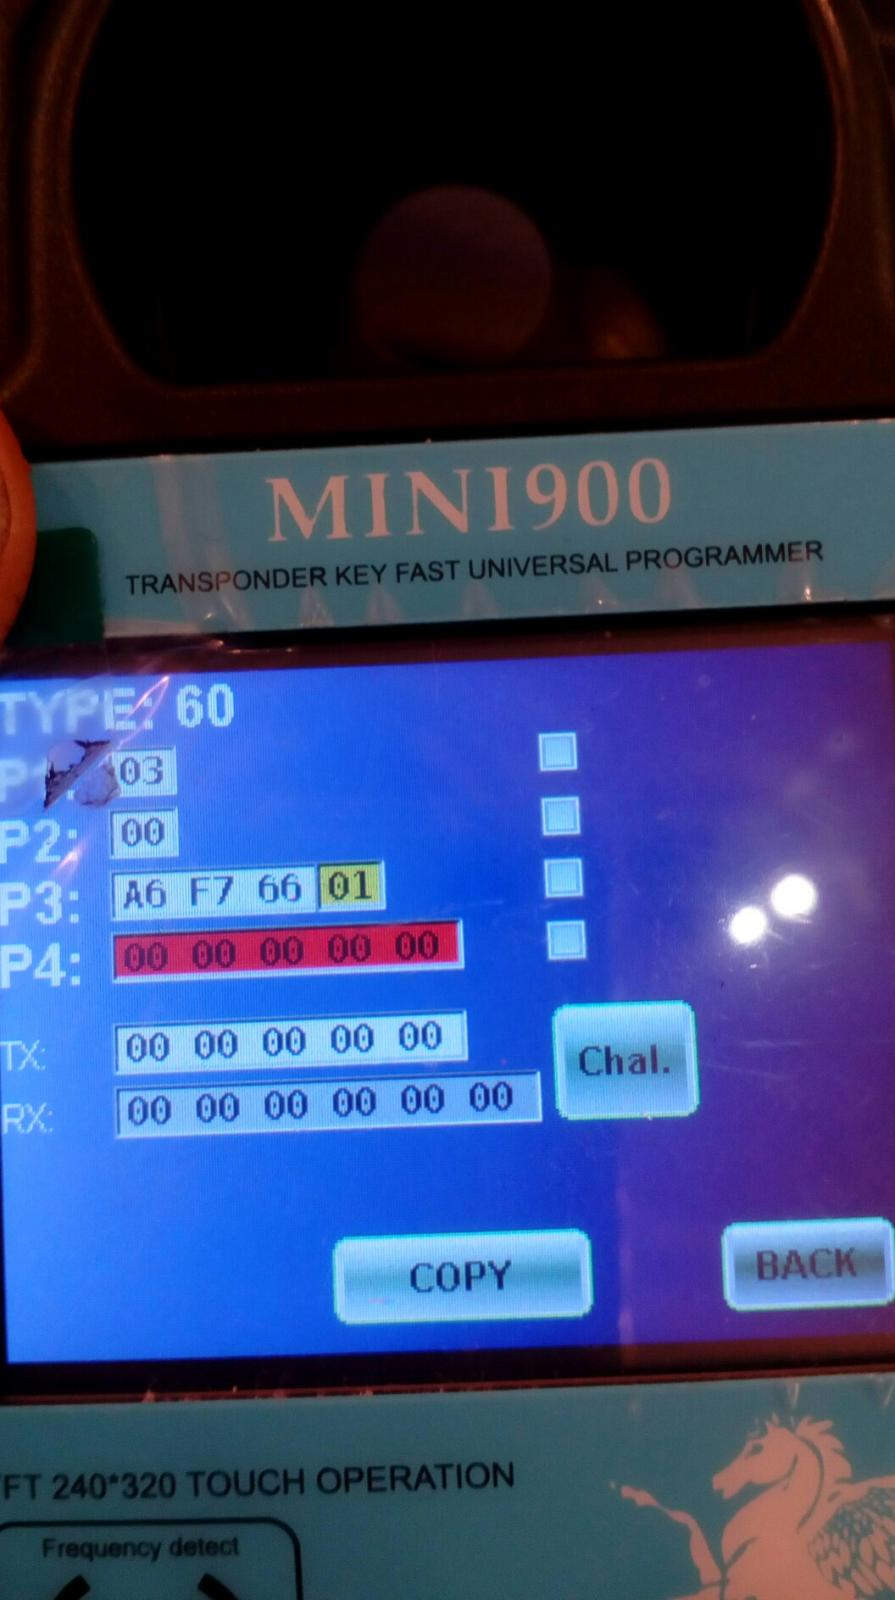 MINI900
TRANSPONDER KEY FAST UNIVERSAL PROGRAMMER
TYPE: 60
P1: 03
P2: 00
P3: A6 F7 66 01
P4: 00 00 00 00 00
TX: 00 00 00 00 00
Chal.
RX: 00 00 00 00 00 00
COPY
BACK
FT 240*320 TOUCH OPERATION
Frequency detect